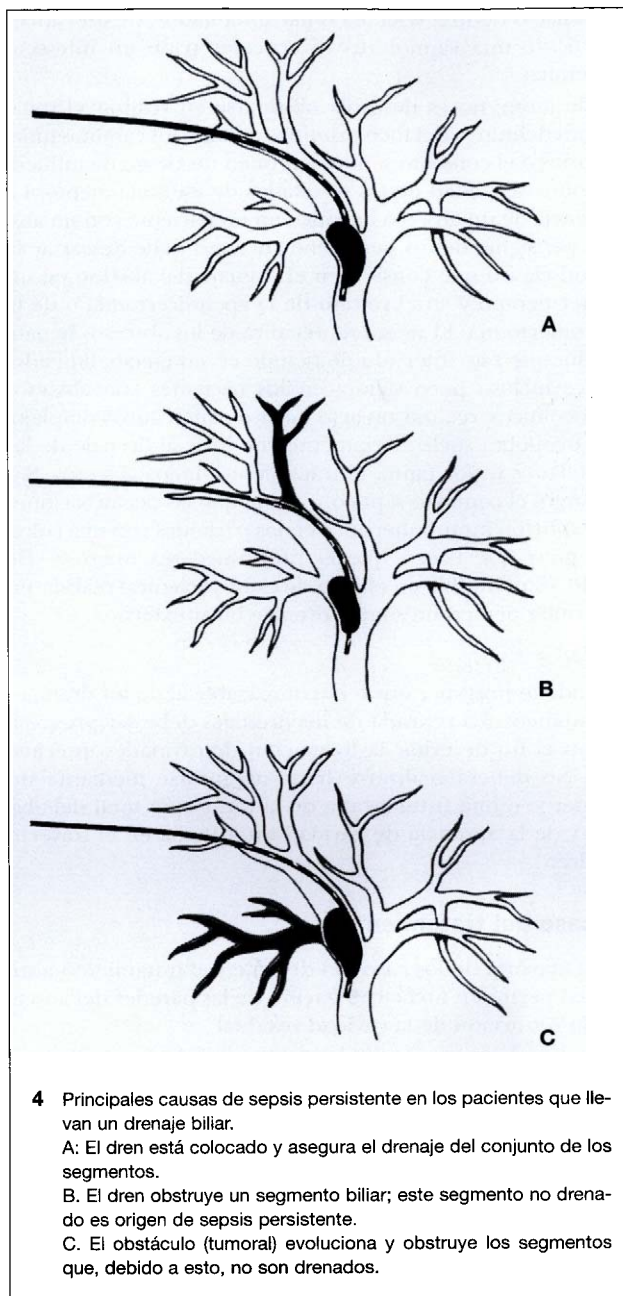 A
B
C
4 Principales causas de sepsis persistente en los pacientes que lle-
van un drenaje biliar.
A: El dren está colocado y asegura el drenaje del conjunto de los
segmentos.
B. El dren obstruye un segmento biliar; este segmento no drena-
do es origen de sepsis persistente.
C. El obstáculo (tumoral) evoluciona y obstruye los segmentos
que, debido a esto, no son drenados.